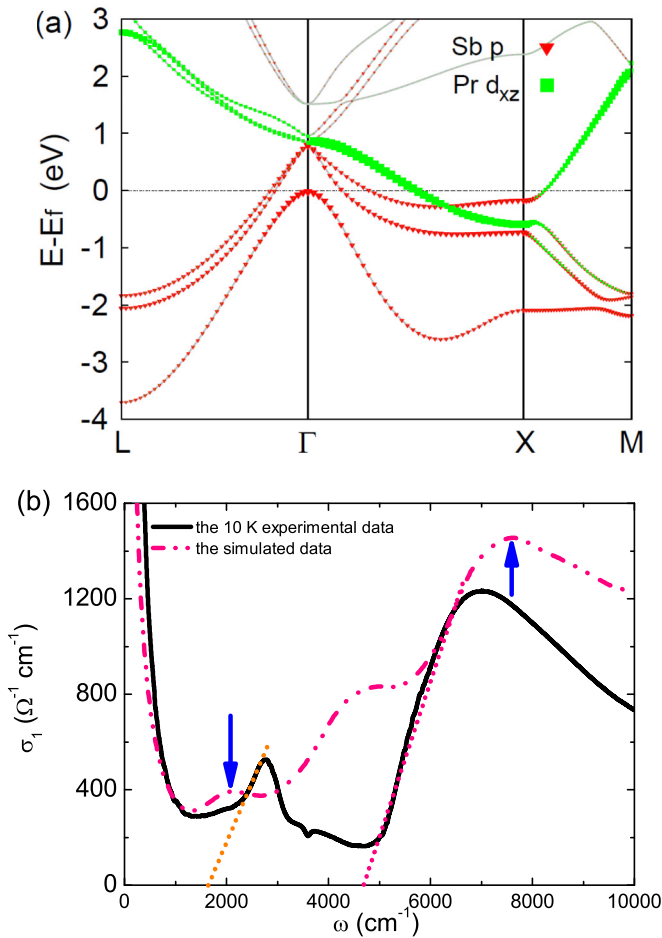 (a)
3
2
1
0
-1
-2
-3
-4
E-Ef (eV)
Sb p
Pr dxz
L Γ X M
(b)
1600
1200
800
400
0
σ1 (Ω-1 cm-1)
the 10 K experimental data
the simulated data
0 2000 4000 6000 8000 10000
ω (cm-1)